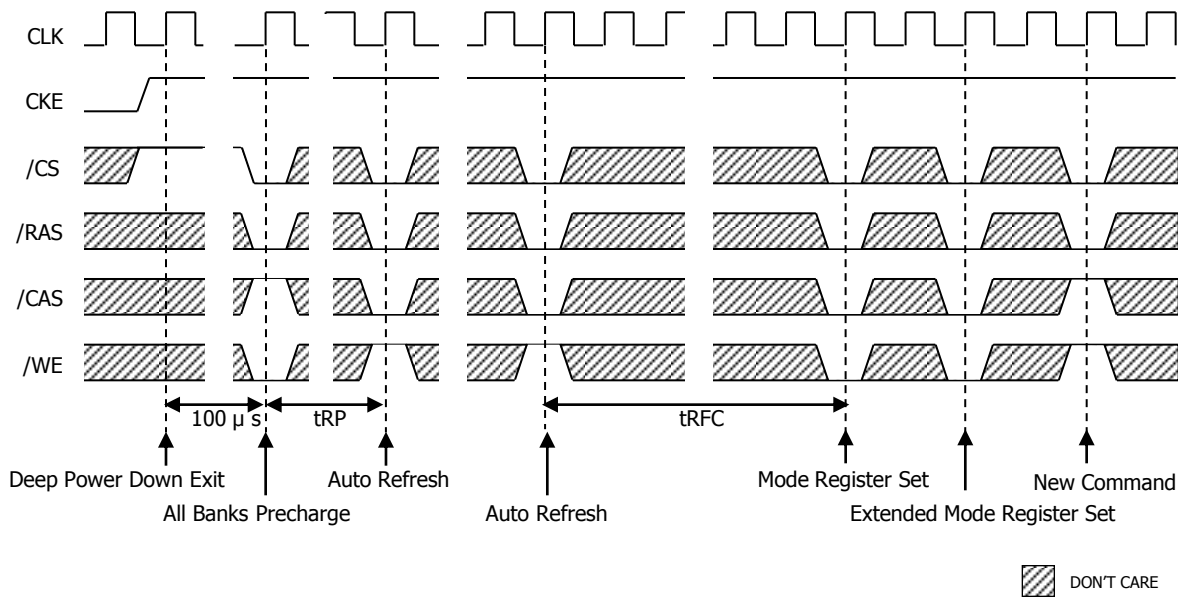 CLK
CKE
/CS
/RAS
/CAS
/WE
100 μ s
tRP
tRFC
Deep Power Down Exit
Auto Refresh
Mode Register Set
New Command
All Banks Precharge
Auto Refresh
Extended Mode Register Set
DON'T CARE